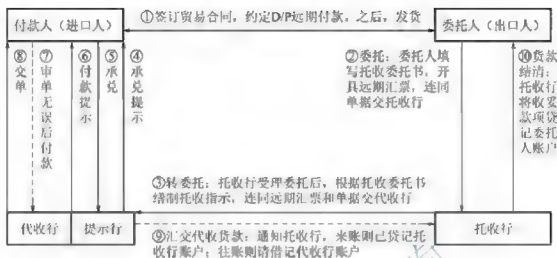 ①签订贸易合同，约定D/P远期付款，之后，发货
付款人（进口人）
委托人（出口人）
⑧交单
⑦审单无误后付款
⑥付款提示
⑤承兑
④承兑提示
②委托：委托人填
写托收委托书，开
具远期汇票，连同
单据交托收行
⑩货款
结清：
托收行
将收妥
款项贷
记委托
人账户
③转委托：托收行受理委托后，根据托收委托书
缮制托收指示，连同远期汇票和单据交代收行
代收行
提示行
托收行
⑨汇交代收货款：通知托收行，来账则已贷记托收
行账户；往账则请借记代收行账户